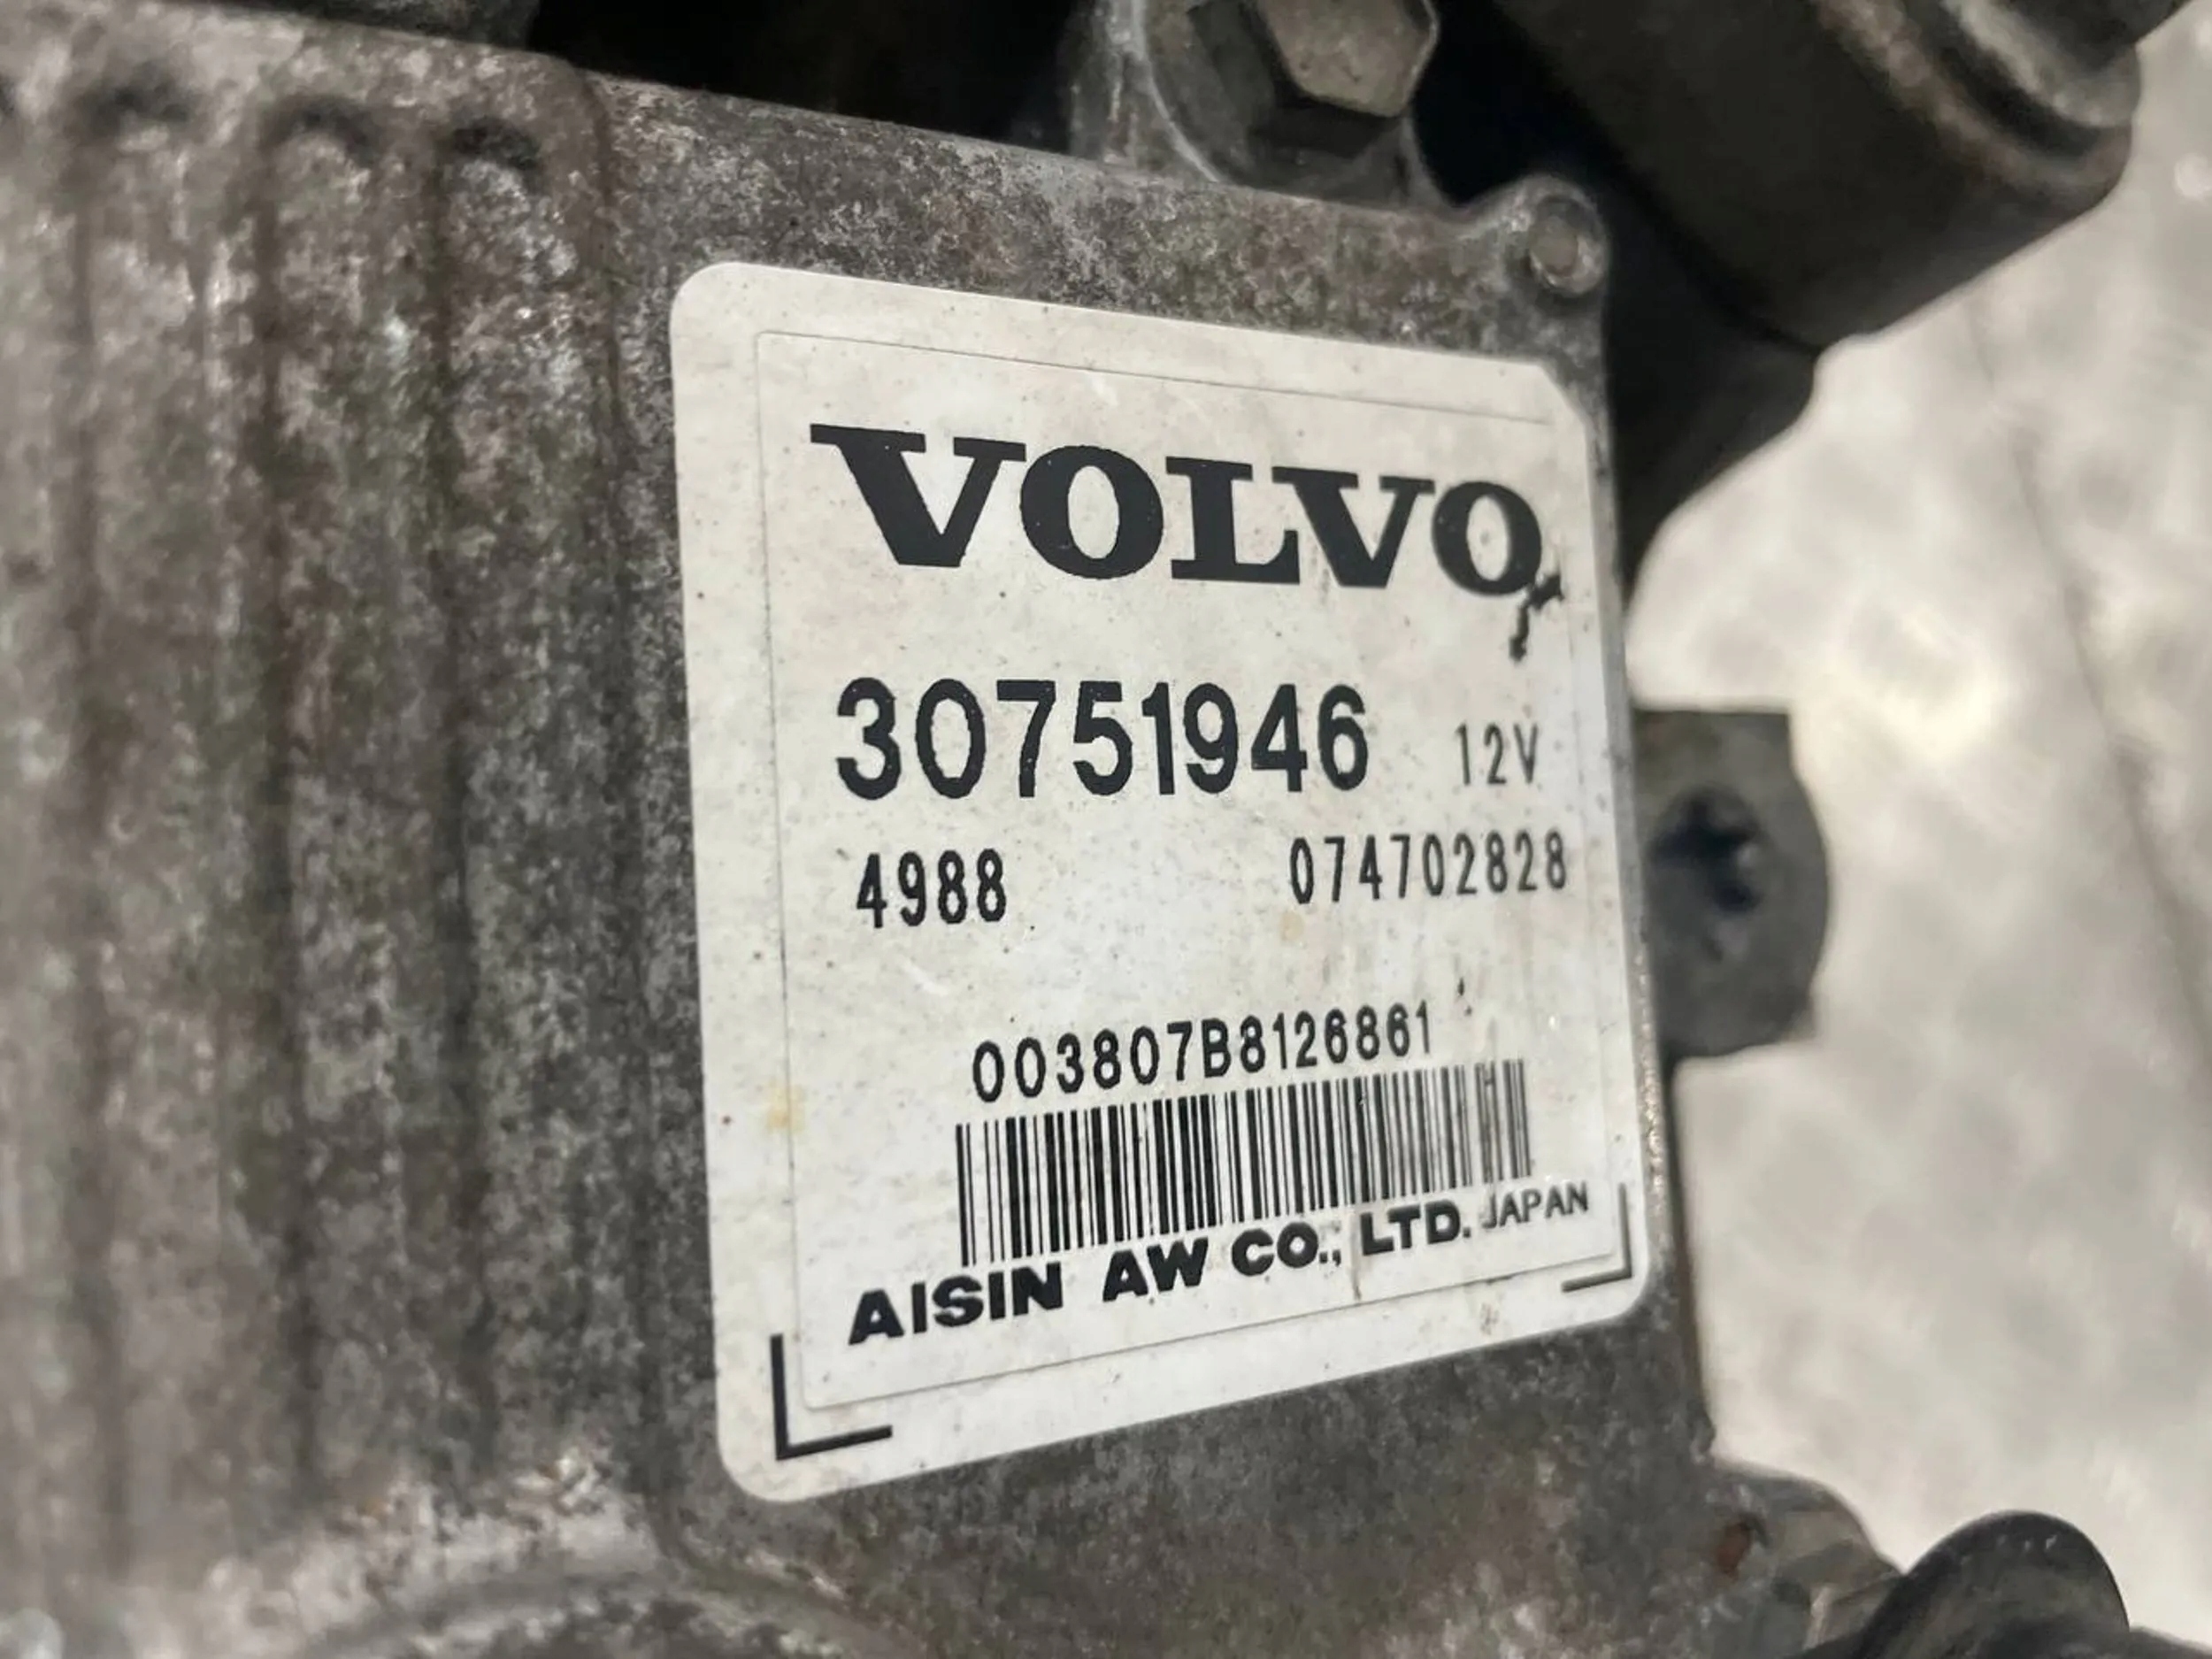 VOLVO
30751946 12V
4988 074702828
003807B8126861
AISIN AW CO., LTD. JAPAN